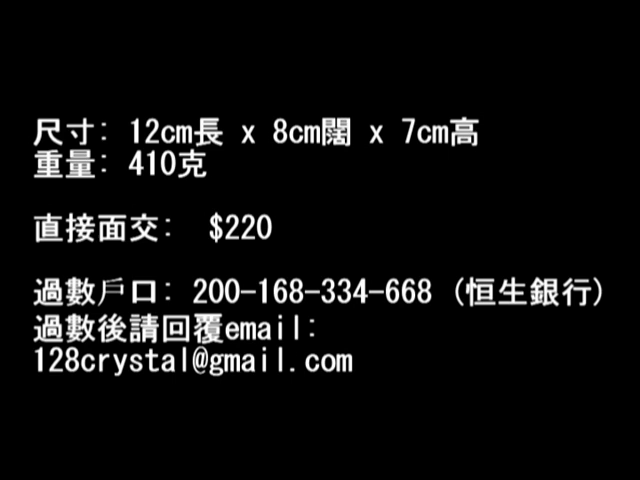 尺寸: 12cm長 x 8cm闊 x 7cm高
重量: 410克
直接面交: $220
過數戶口: 200-168-334-668 (恒生銀行)
過數後請回覆email:
128crystal@gmail.com